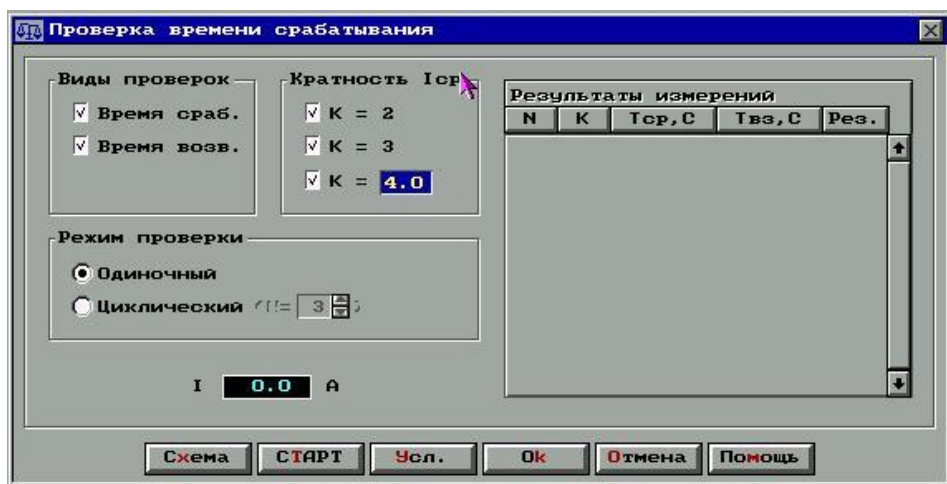 Проверка времени срабатывания
Виды проверок
Время сраб.
Время возв.
Кратность Iср
K = 2
K = 3
K = 4.0
Результаты измерений
N K Tср,С Tвз,С Рез.
Режим проверки
Одиночный
Циклический 3
I 0.0 A
Схема СТАРТ Усл. Ok Отмена Помощь